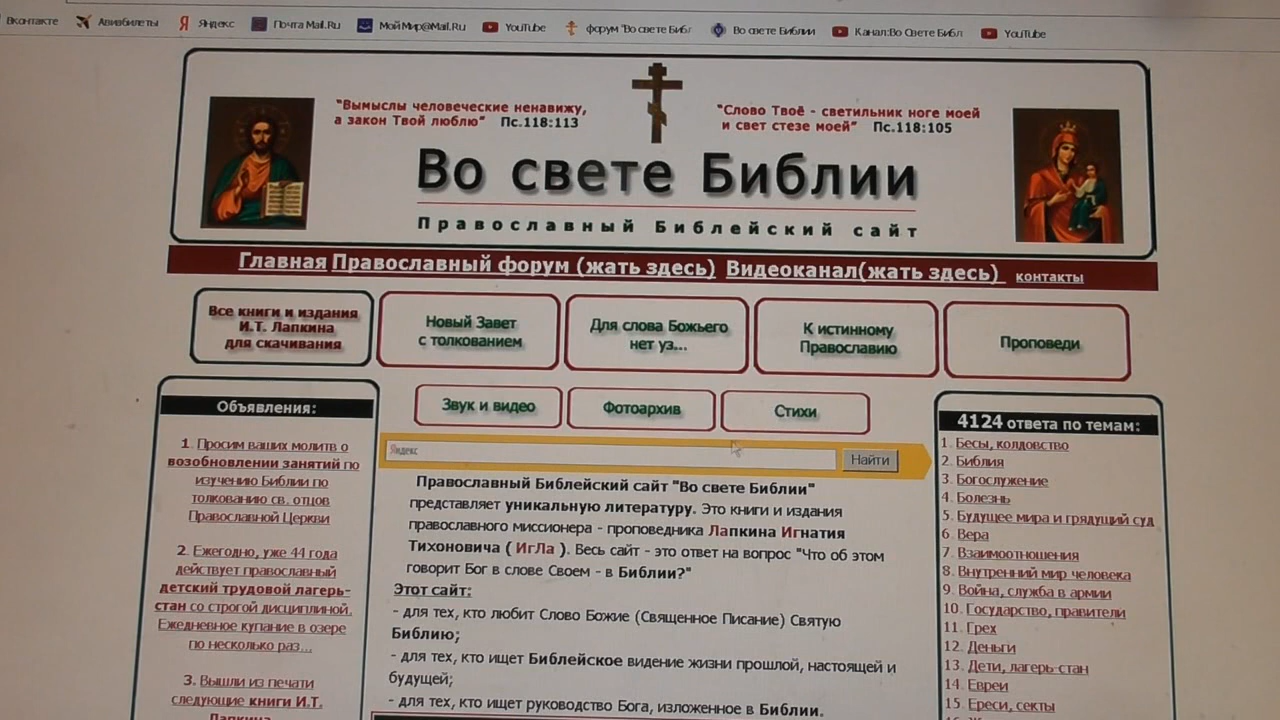 Вконтакте Авиабилеты Яндекс Почта Mail.Ru МойМир@Mail.Ru YouTube форум "Во свете Библ Во свете Библии Канал:Во Свете Библ YouTube
"Вымыслы человеческие ненавижу,
а закон Твой люблю" Пс.118:113
"Слово Твоё - светильник ноге моей
и свет стезе моей" Пс.118:105
Во свете Библии
Православный Библейский сайт
Главная Православный форум (жать здесь) Видеоканал(жать здесь) контакты
Все книги и издания
И.Т. Лапкина
для скачивания
Новый Завет
с толкованием
Для слова Божьего
нет уз...
К истинному
Православию
Проповеди
Звук и видео
Фотоархив
Стихи
Объявления:
1. Просим ваших молитв о
возобновлении занятий по
изучению Библии по
толкованию св. отцов
Православной Церкви
2. Ежегодно, уже 44 года
действует православный
детский трудовой лагерь-
стан со строгой дисциплиной.
Ежедневное купание в озере
по несколько раз...
3. Вышли из печати
следующие книги И.Т.
Лапкина
Яндекс
Найти
Православный Библейский сайт "Во свете Библии"
представляет уникальную литературу. Это книги и издания
православного миссионера - проповедника Лапкина Игнатия
Тихоновича ( ИгЛа ). Весь сайт - это ответ на вопрос "Что об этом
говорит Бог в слове Своем - в Библии?"
Этот сайт:
- для тех, кто любит Слово Божие (Священное Писание) Святую
Библию;
- для тех, кто ищет Библейское видение жизни прошлой, настоящей и
будущей;
- для тех, кто ищет руководство Бога, изложенное в Библии.
4124 ответа по темам:
1. Бесы, колдовство
2. Библия
3. Богослужение
4. Болезнь
5. Будущее мира и грядущий суд
6. Вера
7. Взаимоотношения
8. Внутренний мир человека
9. Война, служба в армии
10. Государство, правители
11. Грех
12. Деньги
13. Дети, лагерь-стан
14. Евреи
15. Ереси, секты